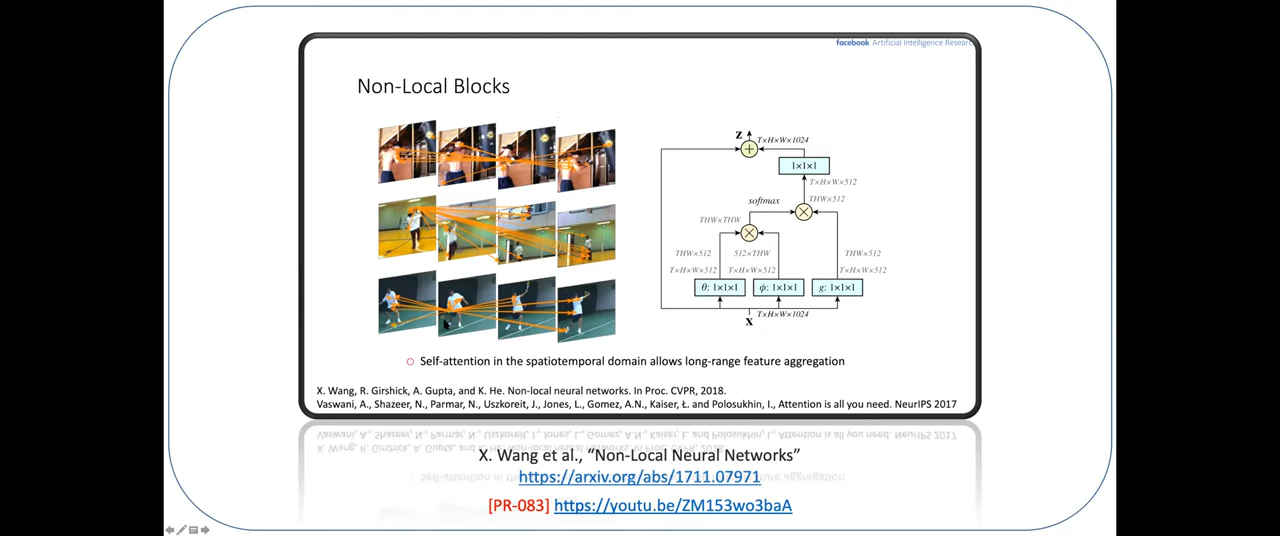 facebook Artificial Intelligence Research
Non-Local Blocks
z
T×H×W×1024
+
1×1×1
T×H×W×512
softmax
THW×512
×
THW×THW
×
THW×512
512×THW
THW×512
T×H×W×512
T×H×W×512
T×H×W×512
θ: 1×1×1
ϕ: 1×1×1
g: 1×1×1
T×H×W×1024
x
Self-attention in the spatiotemporal domain allows long-range feature aggregation
X. Wang, R. Girshick, A. Gupta, and K. He. Non-local neural networks. In Proc. CVPR, 2018.
Vaswani, A., Shazeer, N., Parmar, N., Uszkoreit, J., Jones, L., Gomez, A.N., Kaiser, Ł. and Polosukhin, I., Attention is all you need. NeurIPS 2017
X. Wang et al., “Non-Local Neural Networks”
https://arxiv.org/abs/1711.07971
[PR-083] https://youtu.be/ZM153wo3baA